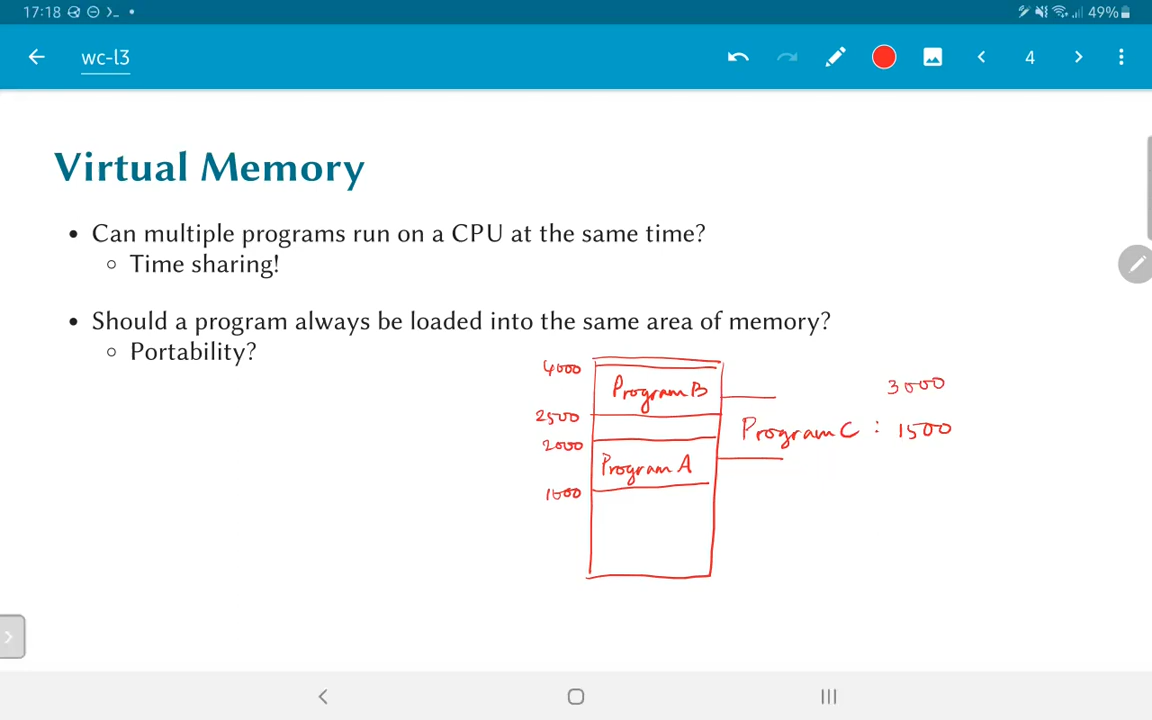 17:18
49%
wc-l3
4
Virtual Memory
• Can multiple programs run on a CPU at the same time?
○ Time sharing!
• Should a program always be loaded into the same area of memory?
○ Portability?
4000
Program B
3000
2500
Program C : 1500
2000
Program A
1000